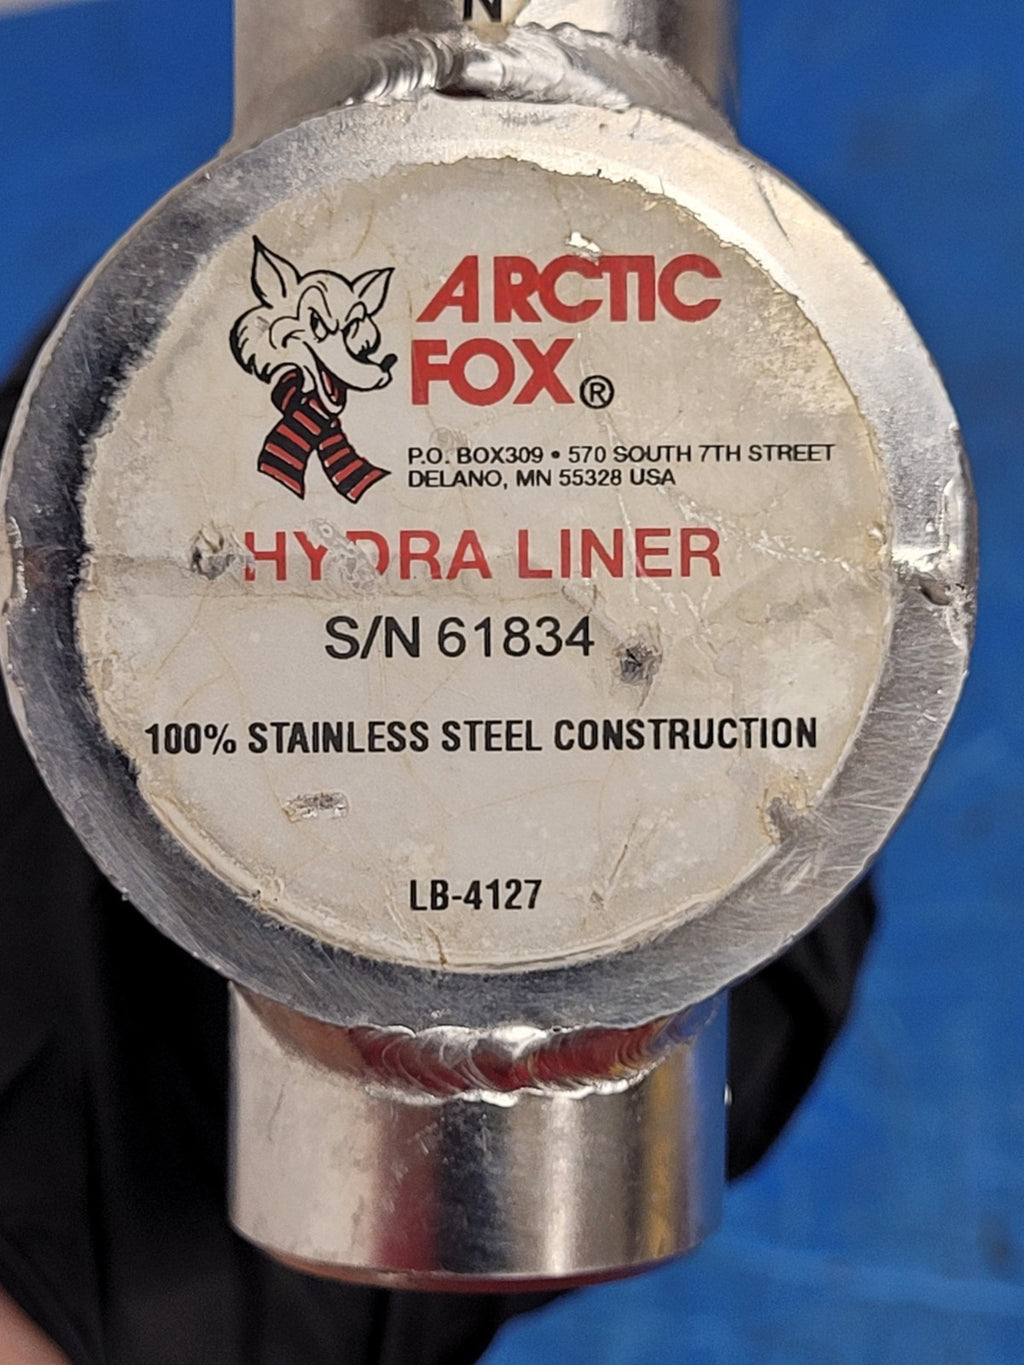 N
ARCTIC
FOX®
P.O. BOX309 • 570 SOUTH 7TH STREET
DELANO, MN 55328 USA
HYDRA LINER
S/N 61834
100% STAINLESS STEEL CONSTRUCTION
LB-4127